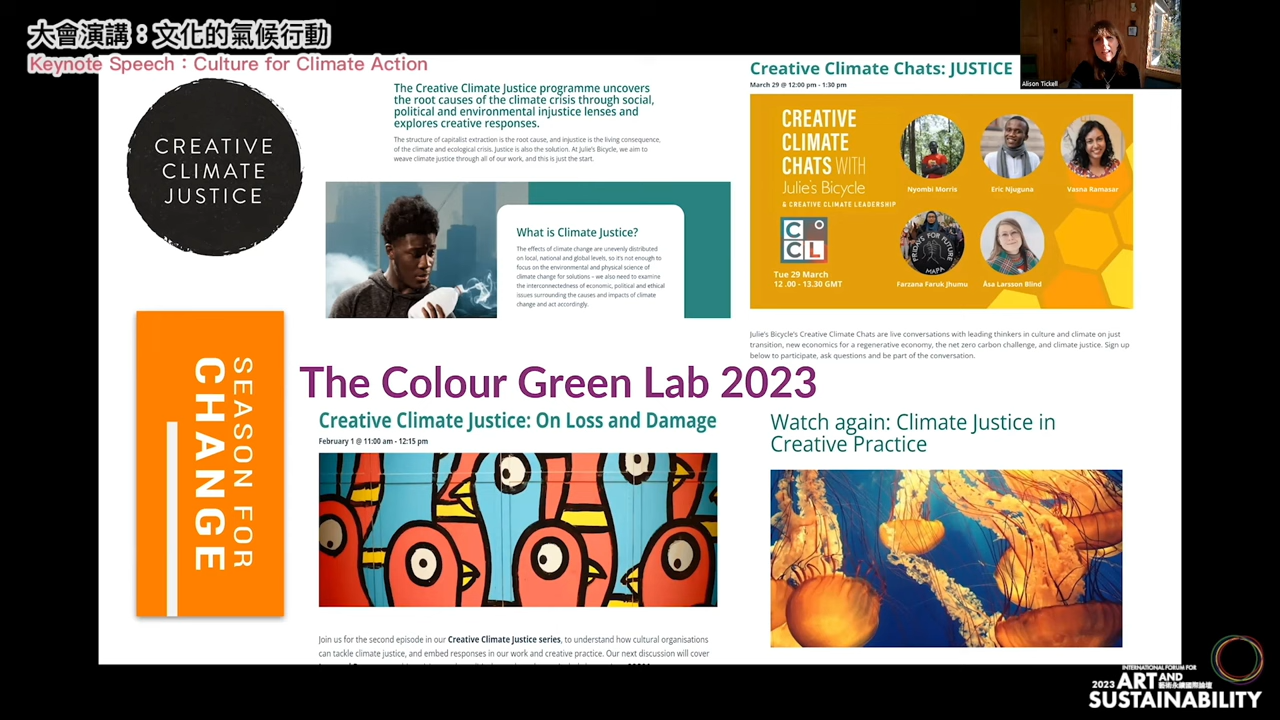 大會演講：文化的氣候行動
Keynote Speech：Culture for Climate Action
CREATIVE
CLIMATE
JUSTICE
The Creative Climate Justice programme uncovers
the root causes of the climate crisis through social,
political and environmental injustice lenses and
explores creative responses.
The structure of capitalist extraction is the root cause, and injustice is the living consequence,
of the climate and ecological crisis. Justice is also the solution. At Julie's Bicycle, we aim to
weave climate justice through all of our work, and this is just the start.
What is Climate Justice?
The effects of climate change are unevenly distributed
on local, national and global levels, so it's not enough to
focus on the environmental and physical science of
climate change for solutions – we also need to examine
the interconnectedness of economic, political and ethical
issues surrounding the causes and impacts of climate
change and act accordingly.
Creative Climate Chats: JUSTICE
March 29 @ 12:00 pm - 1:30 pm
Alison Tickell
CREATIVE
CLIMATE
CHATS WITH
Julie's Bicycle
& CREATIVE CLIMATE LEADERSHIP
C
C L
Tue 29 March
12 .00 - 13.30 GMT
Nyombi Morris
Eric Njuguna
Vasna Ramasar
PROVIDS FOR FUTURE
MAPA
Farzana Faruk Jhumu
Åsa Larsson Blind
Julie's Bicycle's Creative Climate Chats are live conversations with leading thinkers in culture and climate on just
transition, new economics for a regenerative economy, the net zero carbon challenge, and climate justice. Sign up
below to participate, ask questions and be part of the conversation.
SEASON FOR
CHANGE
The Colour Green Lab 2023
Creative Climate Justice: On Loss and Damage
February 1 @ 11:00 am - 12:15 pm
Join us for the second episode in our Creative Climate Justice series, to understand how cultural organisations
can tackle climate justice, and embed responses in our work and creative practice. Our next discussion will cover
Watch again: Climate Justice in
Creative Practice
INTERNATIONAL FORUM FOR
2023 ART AND
藝術永續國際論壇
SUSTAINABILITY